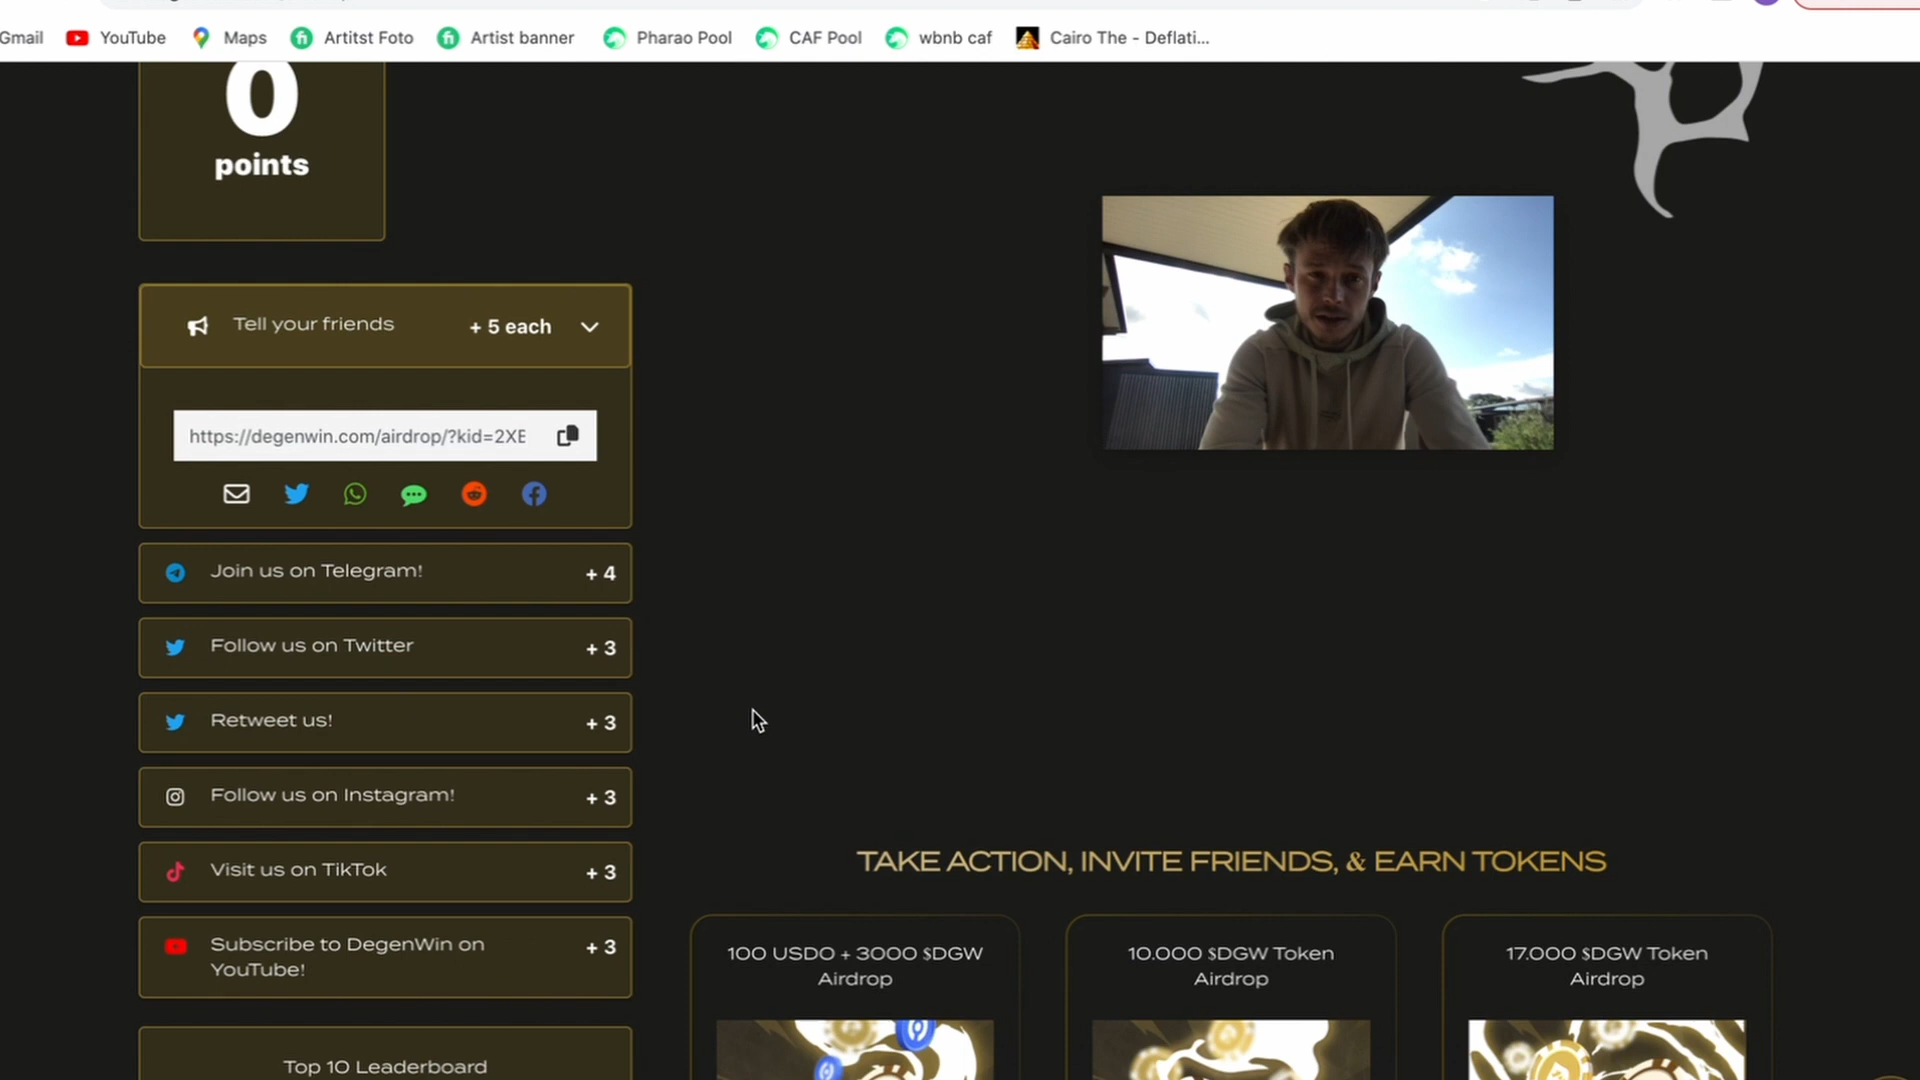 Gmail YouTube Maps Artitst Foto Artist banner Pharao Pool CAF Pool wbnb caf Cairo The - Deflati...
0
points
Tell your friends + 5 each
https://degenwin.com/airdrop/?kid=2XE
Join us on Telegram! + 4
Follow us on Twitter + 3
Retweet us! + 3
Follow us on Instagram! + 3
Visit us on TikTok + 3
Subscribe to DegenWin on + 3
YouTube!
Top 10 Leaderboard
TAKE ACTION, INVITE FRIENDS, & EARN TOKENS
100 USDO + 3000 $DGW
Airdrop
10.000 $DGW Token
Airdrop
17.000 $DGW Token
Airdrop